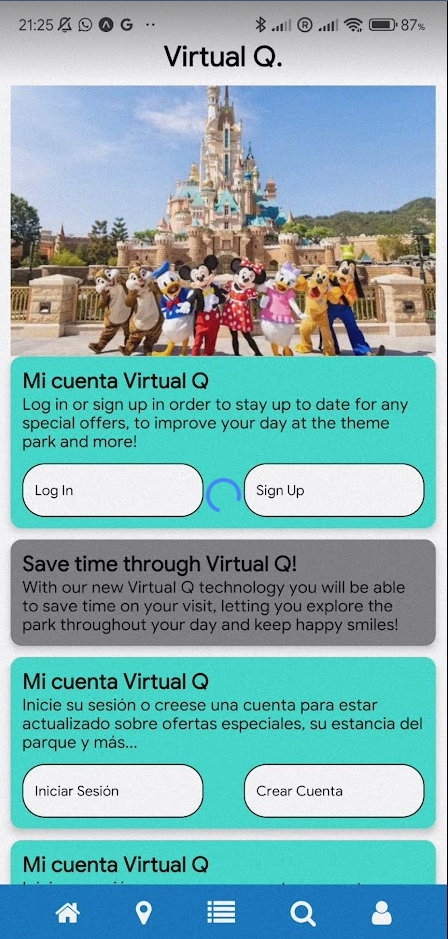 21:25
87%
Virtual Q.
Mi cuenta Virtual Q
Log in or sign up in order to stay up to date for any
special offers, to improve your day at the theme
park and more!
Log In
Sign Up
Save time through Virtual Q!
With our new Virtual Q technology you will be able
to save time on your visit, letting you explore the
park throughout your day and keep happy smiles!
Mi cuenta Virtual Q
Inicie su sesión o creese una cuenta para estar
actualizado sobre ofertas especiales, su estancia del
parque y más...
Iniciar Sesión
Crear Cuenta
Mi cuenta Virtual Q